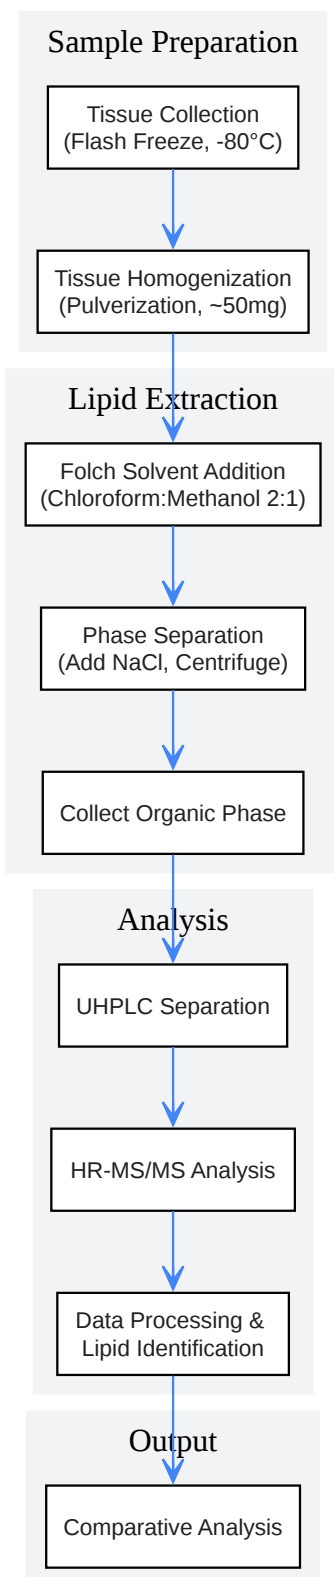 Sample Preparation
Tissue Collection
(Flash Freeze, -80°C)
Tissue Homogenization
(Pulverization, ~50mg)
Lipid Extraction
Folch Solvent Addition
(Chloroform:Methanol 2:1)
Phase Separation
(Add NaCl, Centrifuge)
Collect Organic Phase
Analysis
UHPLC Separation
HR-MS/MS Analysis
Data Processing &
Lipid Identification
Output
Comparative Analysis